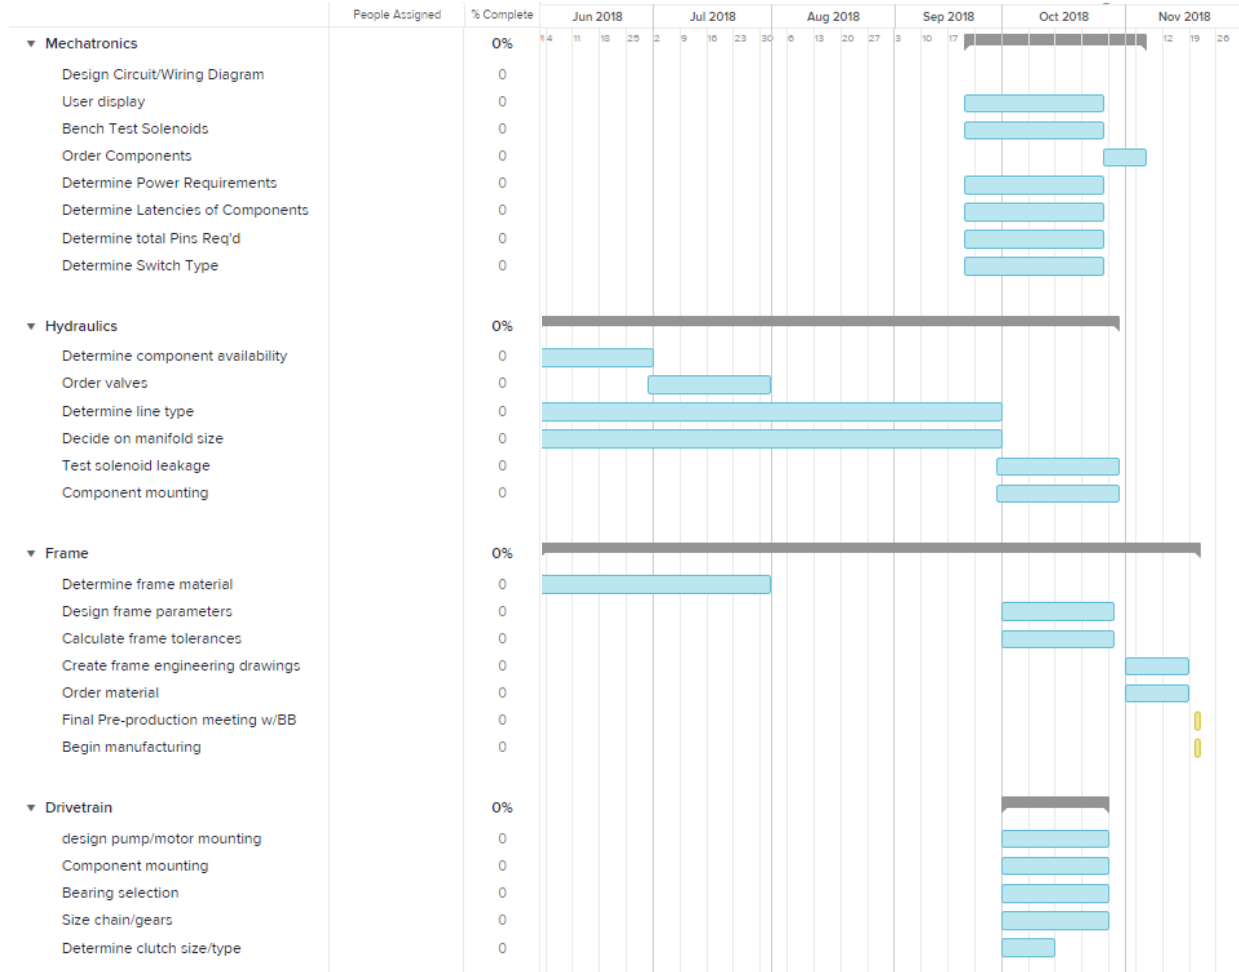 People Assigned % Complete Jun 2018 Jul 2018 Aug 2018 Sep 2018 Oct 2018 Nov 2018
Mechatronics 0% 4 11 18 25 2 9 16 23 30 6 13 20 27 3 10 17 12 19 26
Design Circuit/Wiring Diagram 0
User display 0
Bench Test Solenoids 0
Order Components 0
Determine Power Requirements 0
Determine Latencies of Components 0
Determine total Pins Req'd 0
Determine Switch Type 0
Hydraulics 0%
Determine component availability 0
Order valves 0
Determine line type 0
Decide on manifold size 0
Test solenoid leakage 0
Component mounting 0
Frame 0%
Determine frame material 0
Design frame parameters 0
Calculate frame tolerances 0
Create frame engineering drawings 0
Order material 0
Final Pre-production meeting w/BB 0
Begin manufacturing 0
Drivetrain 0%
design pump/motor mounting 0
Component mounting 0
Bearing selection 0
Size chain/gears 0
Determine clutch size/type 0